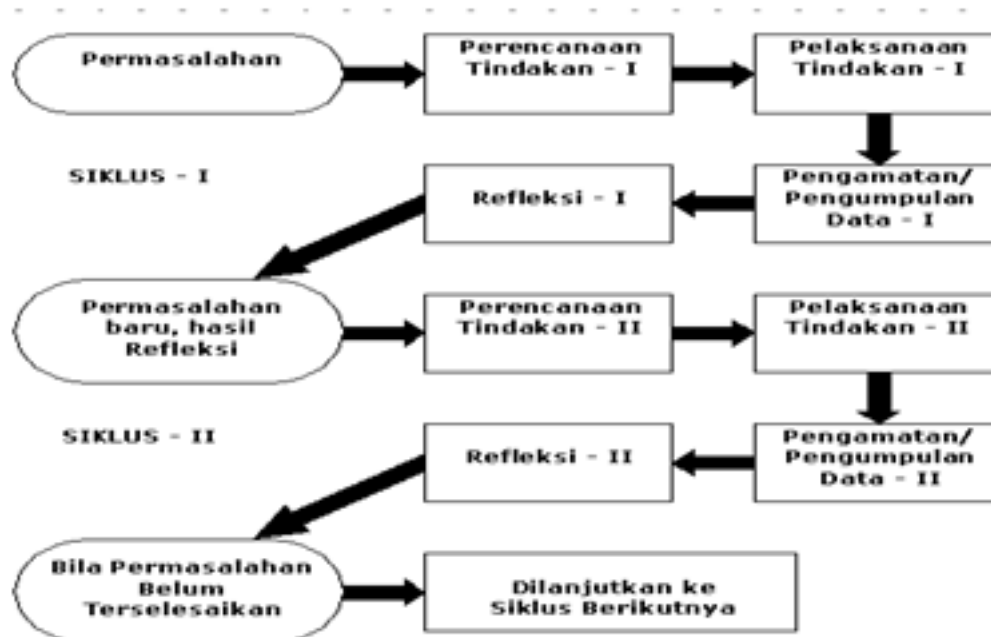 Permasalahan
Perencanaan
Tindakan - I
Pelaksanaan
Tindakan - I
SIKLUS - I
Refleksi - I
Pengamatan/
Pengumpulan
Data - I
Permasalahan
baru, hasil
Refleksi
Perencanaan
Tindakan - II
Pelaksanaan
Tindakan - II
SIKLUS - II
Refleksi - II
Pengamatan/
Pengumpulan
Data - II
Bila Permasalahan
Belum
Terselesaikan
Dilanjutkan ke
Siklus Berikutnya